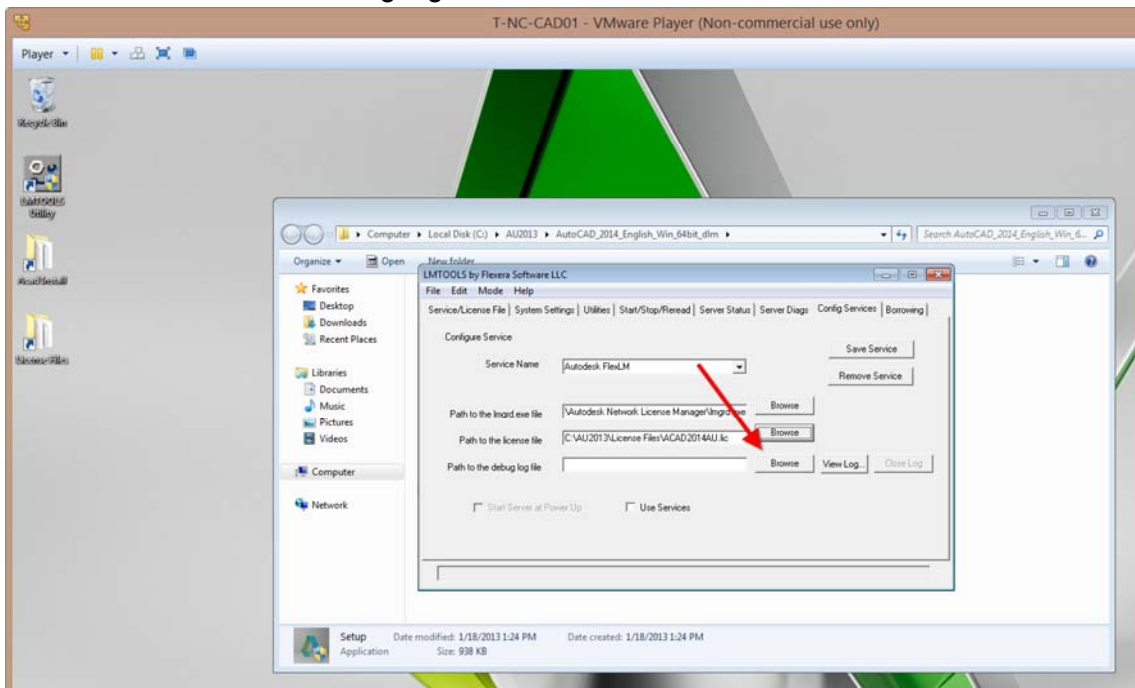 T-NC-CAD01 - VMware Player (Non-commercial use only)
Player
Recycle Bin
LMTOOLS
Utility
Computer
Local Disk (C:)
AU2013
AutoCAD_2014_English_Win_64bit_dlm
Search AutoCAD_2014_English_Win_6...
Organize
Open
New folder
Favorites
Desktop
Downloads
Recent Places
Libraries
Documents
Music
Pictures
Videos
Computer
Network
LMTOOLS by Flexera Software LLC
File Edit Mode Help
Service/License File System Settings Utilities Start/Stop/Reread Server Status Server Diags Config Services Borrowing
Configure Service
Save Service
Service Name Autodesk FlexLM
Remove Service
Path to the lmgrd.exe file \Autodesk Network License Manager\lmgrd.exe Browse
Path to the license file C:\AU2013\License Files\ACAD2014AU.lic Browse
Path to the debug log file Browse View Log... Close Log
Start Server at Power Up Use Services
Setup Date modified: 1/18/2013 1:24 PM Date created: 1/18/2013 1:24 PM
Application Size: 938 KB